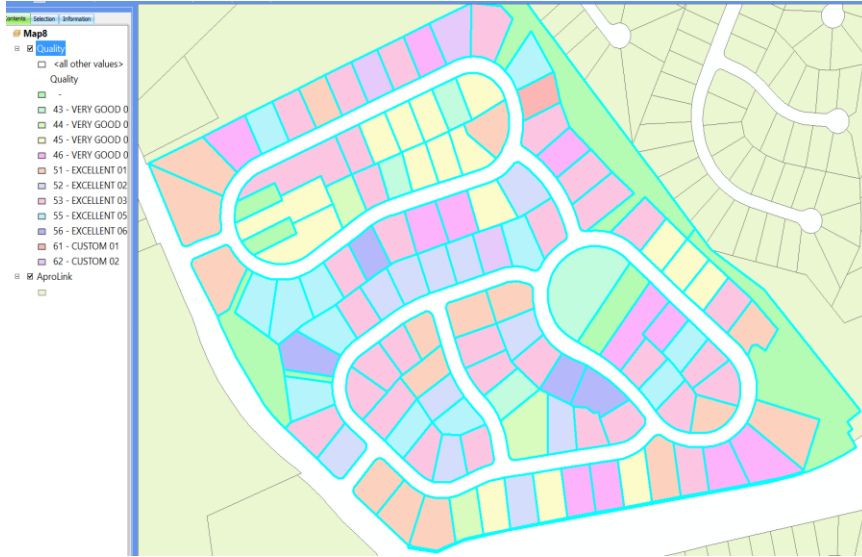 Selection Information
Map8
Quality
<all other values>
Quality
-
43 - VERY GOOD 0
44 - VERY GOOD 0
45 - VERY GOOD 0
46 - VERY GOOD 0
51 - EXCELLENT 01
52 - EXCELLENT 02
53 - EXCELLENT 03
55 - EXCELLENT 05
56 - EXCELLENT 06
61 - CUSTOM 01
62 - CUSTOM 02
AproLink